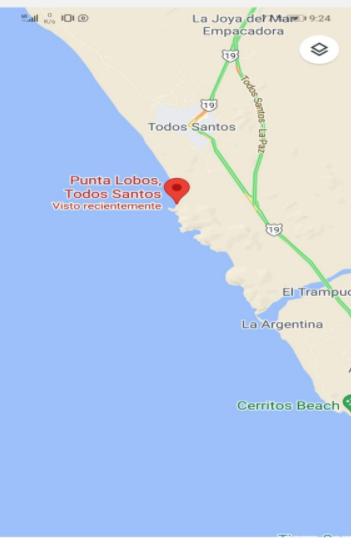 0
K/s
9:24
La Joya del Mar
Empacadora
19
Todos Santos - La Paz
19
Todos Santos
Punta Lobos,
Todos Santos
Visto recientemente
19
El Trampuc
La Argentina
Cerritos Beach